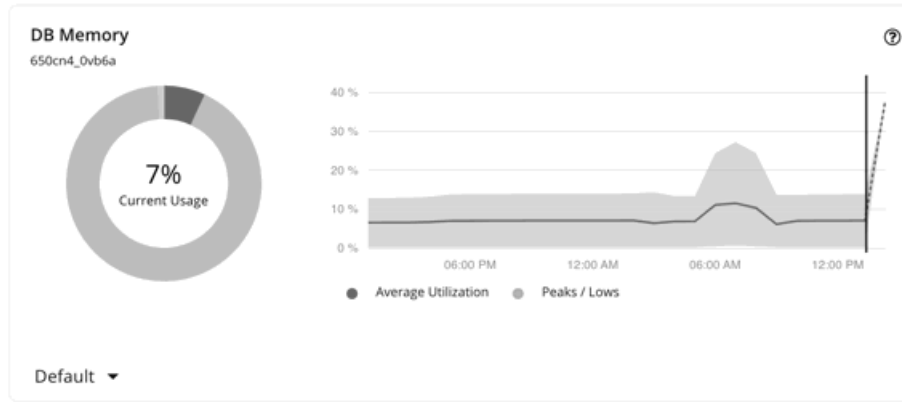 DB Memory
650cn4_0vb6a
7%
Current Usage
40 %
30 %
20 %
10 %
0 %
06:00 PM 12:00 AM 06:00 AM 12:00 PM
Average Utilization Peaks / Lows
Default